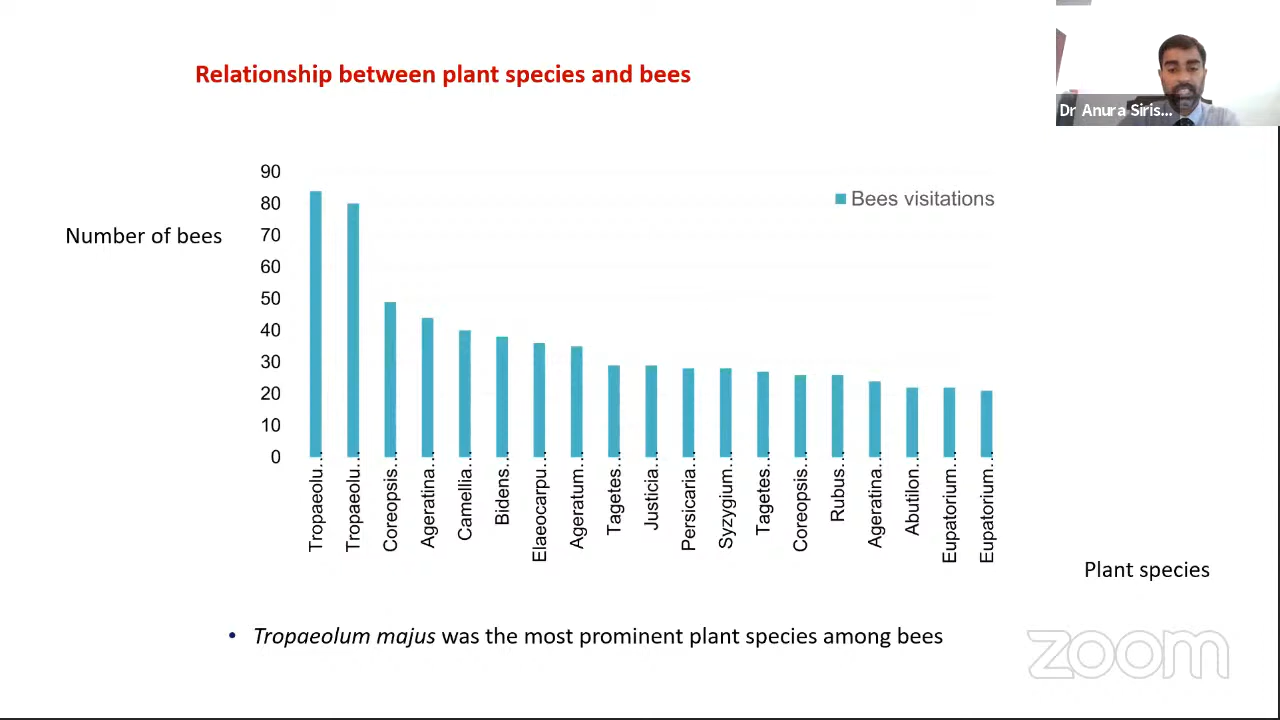 Relationship between plant species and bees
Dr Anura Siris...
90
80
70
60
50
40
30
20
10
0
Number of bees
Bees visitations
Tropaeolu...
Tropaeolu...
Coreopsis...
Ageratina...
Camellia...
Bidens...
Elaeocarpu...
Ageratum...
Tagetes...
Justicia...
Persicaria...
Syzygium...
Tagetes...
Coreopsis...
Rubus...
Ageratina...
Abutilon...
Eupatorium...
Eupatorium...
Plant species
• Tropaeolum majus was the most prominent plant species among bees
zoom